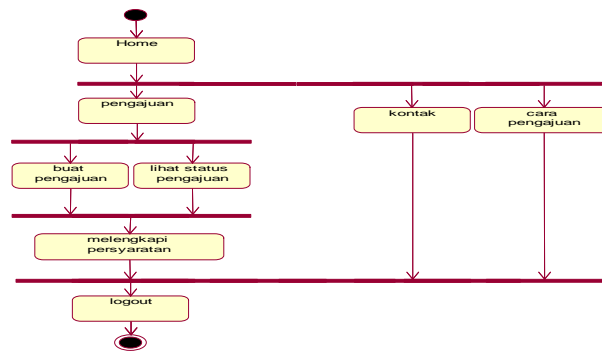 Home
pengajuan
kontak
cara
pengajuan
buat
pengajuan
lihat status
pengajuan
melengkapi
persyaratan
logout